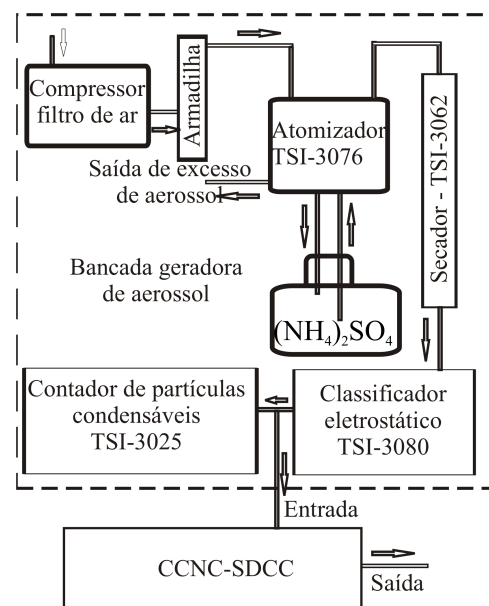 Compressor
filtro de ar
Armadilha
Atomizador
TSI-3076
Secador - TSI-3062
Saída de excesso
de aerossol
Bancada geradora
de aerossol
(NH₄)₂SO₄
Contador de partículas
condensáveis
TSI-3025
Classificador
eletrostático
TSI-3080
Entrada
CCNC-SDCC
Saída